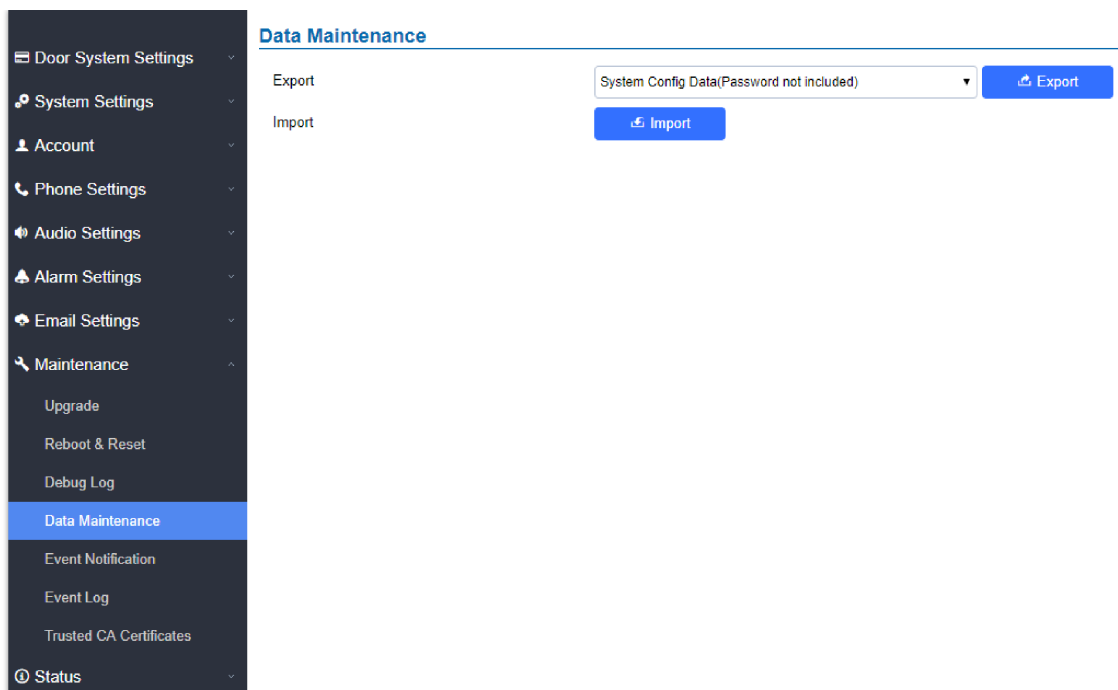 Data Maintenance
Door System Settings
Export
System Config Data(Password not included)
Export
System Settings
Import
Import
Account
Phone Settings
Audio Settings
Alarm Settings
Email Settings
Maintenance
Upgrade
Reboot & Reset
Debug Log
Data Maintenance
Event Notification
Event Log
Trusted CA Certificates
Status